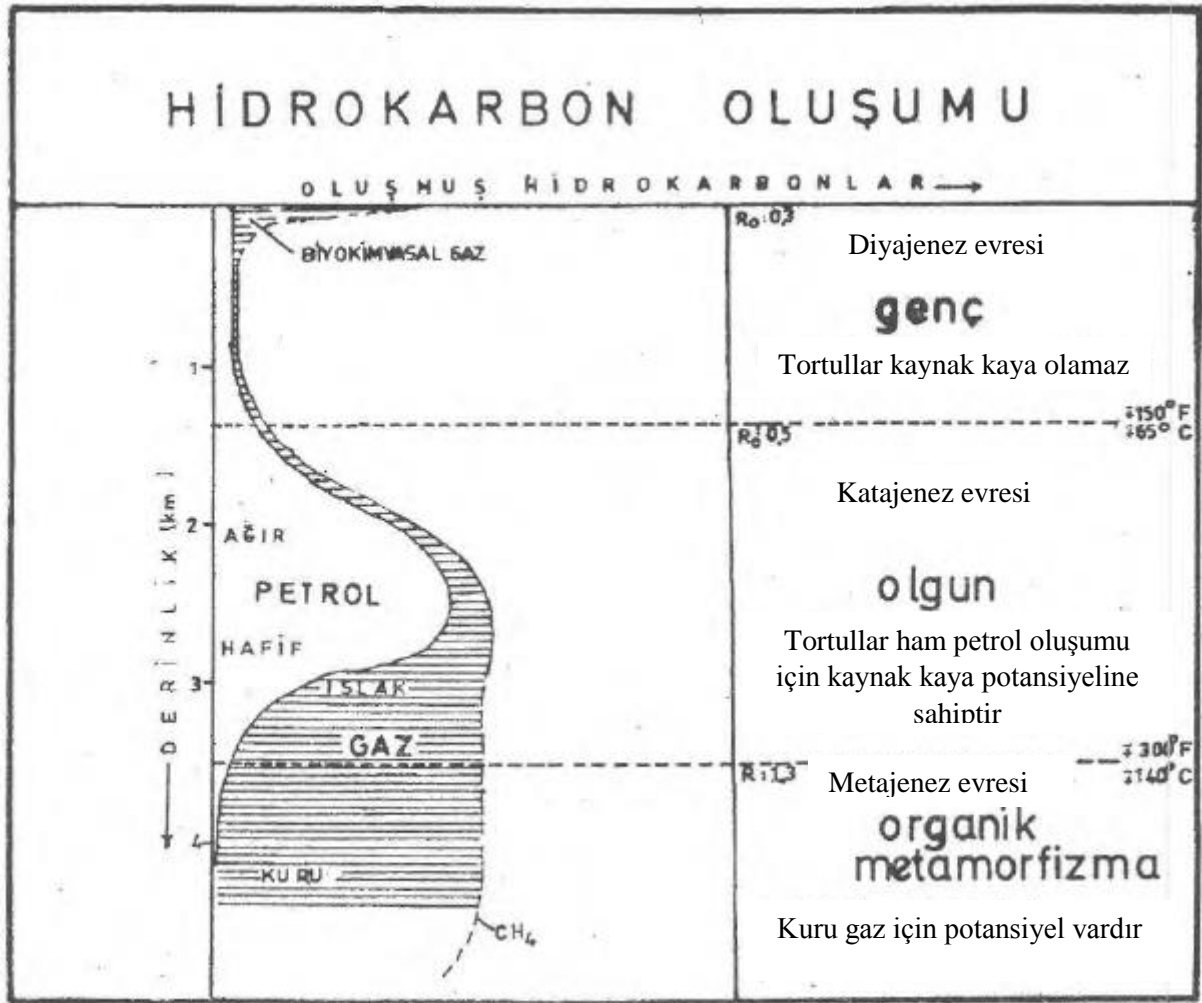 HİDROKARBON OLUŞUMU
OLUŞMUŞ HİDROKARBONLAR
BİYOKİMYASAL GAZ
1
2
3
4
DERİNLİK (km)
AĞIR
PETROL
HAFİF
ISLAK
GAZ
KURU
CH₄
Ro:0,3
Diyajenez evresi
genç
Tortullar kaynak kaya olamaz
∓150°F
∓65°C
Ro:0,5
Katajenez evresi
olgun
Tortullar ham petrol oluşumu
için kaynak kaya potansiyeline
sahiptir
∓300°F
∓140°C
R:1,3
Metajenez evresi
organik
metamorfizma
Kuru gaz için potansiyel vardır